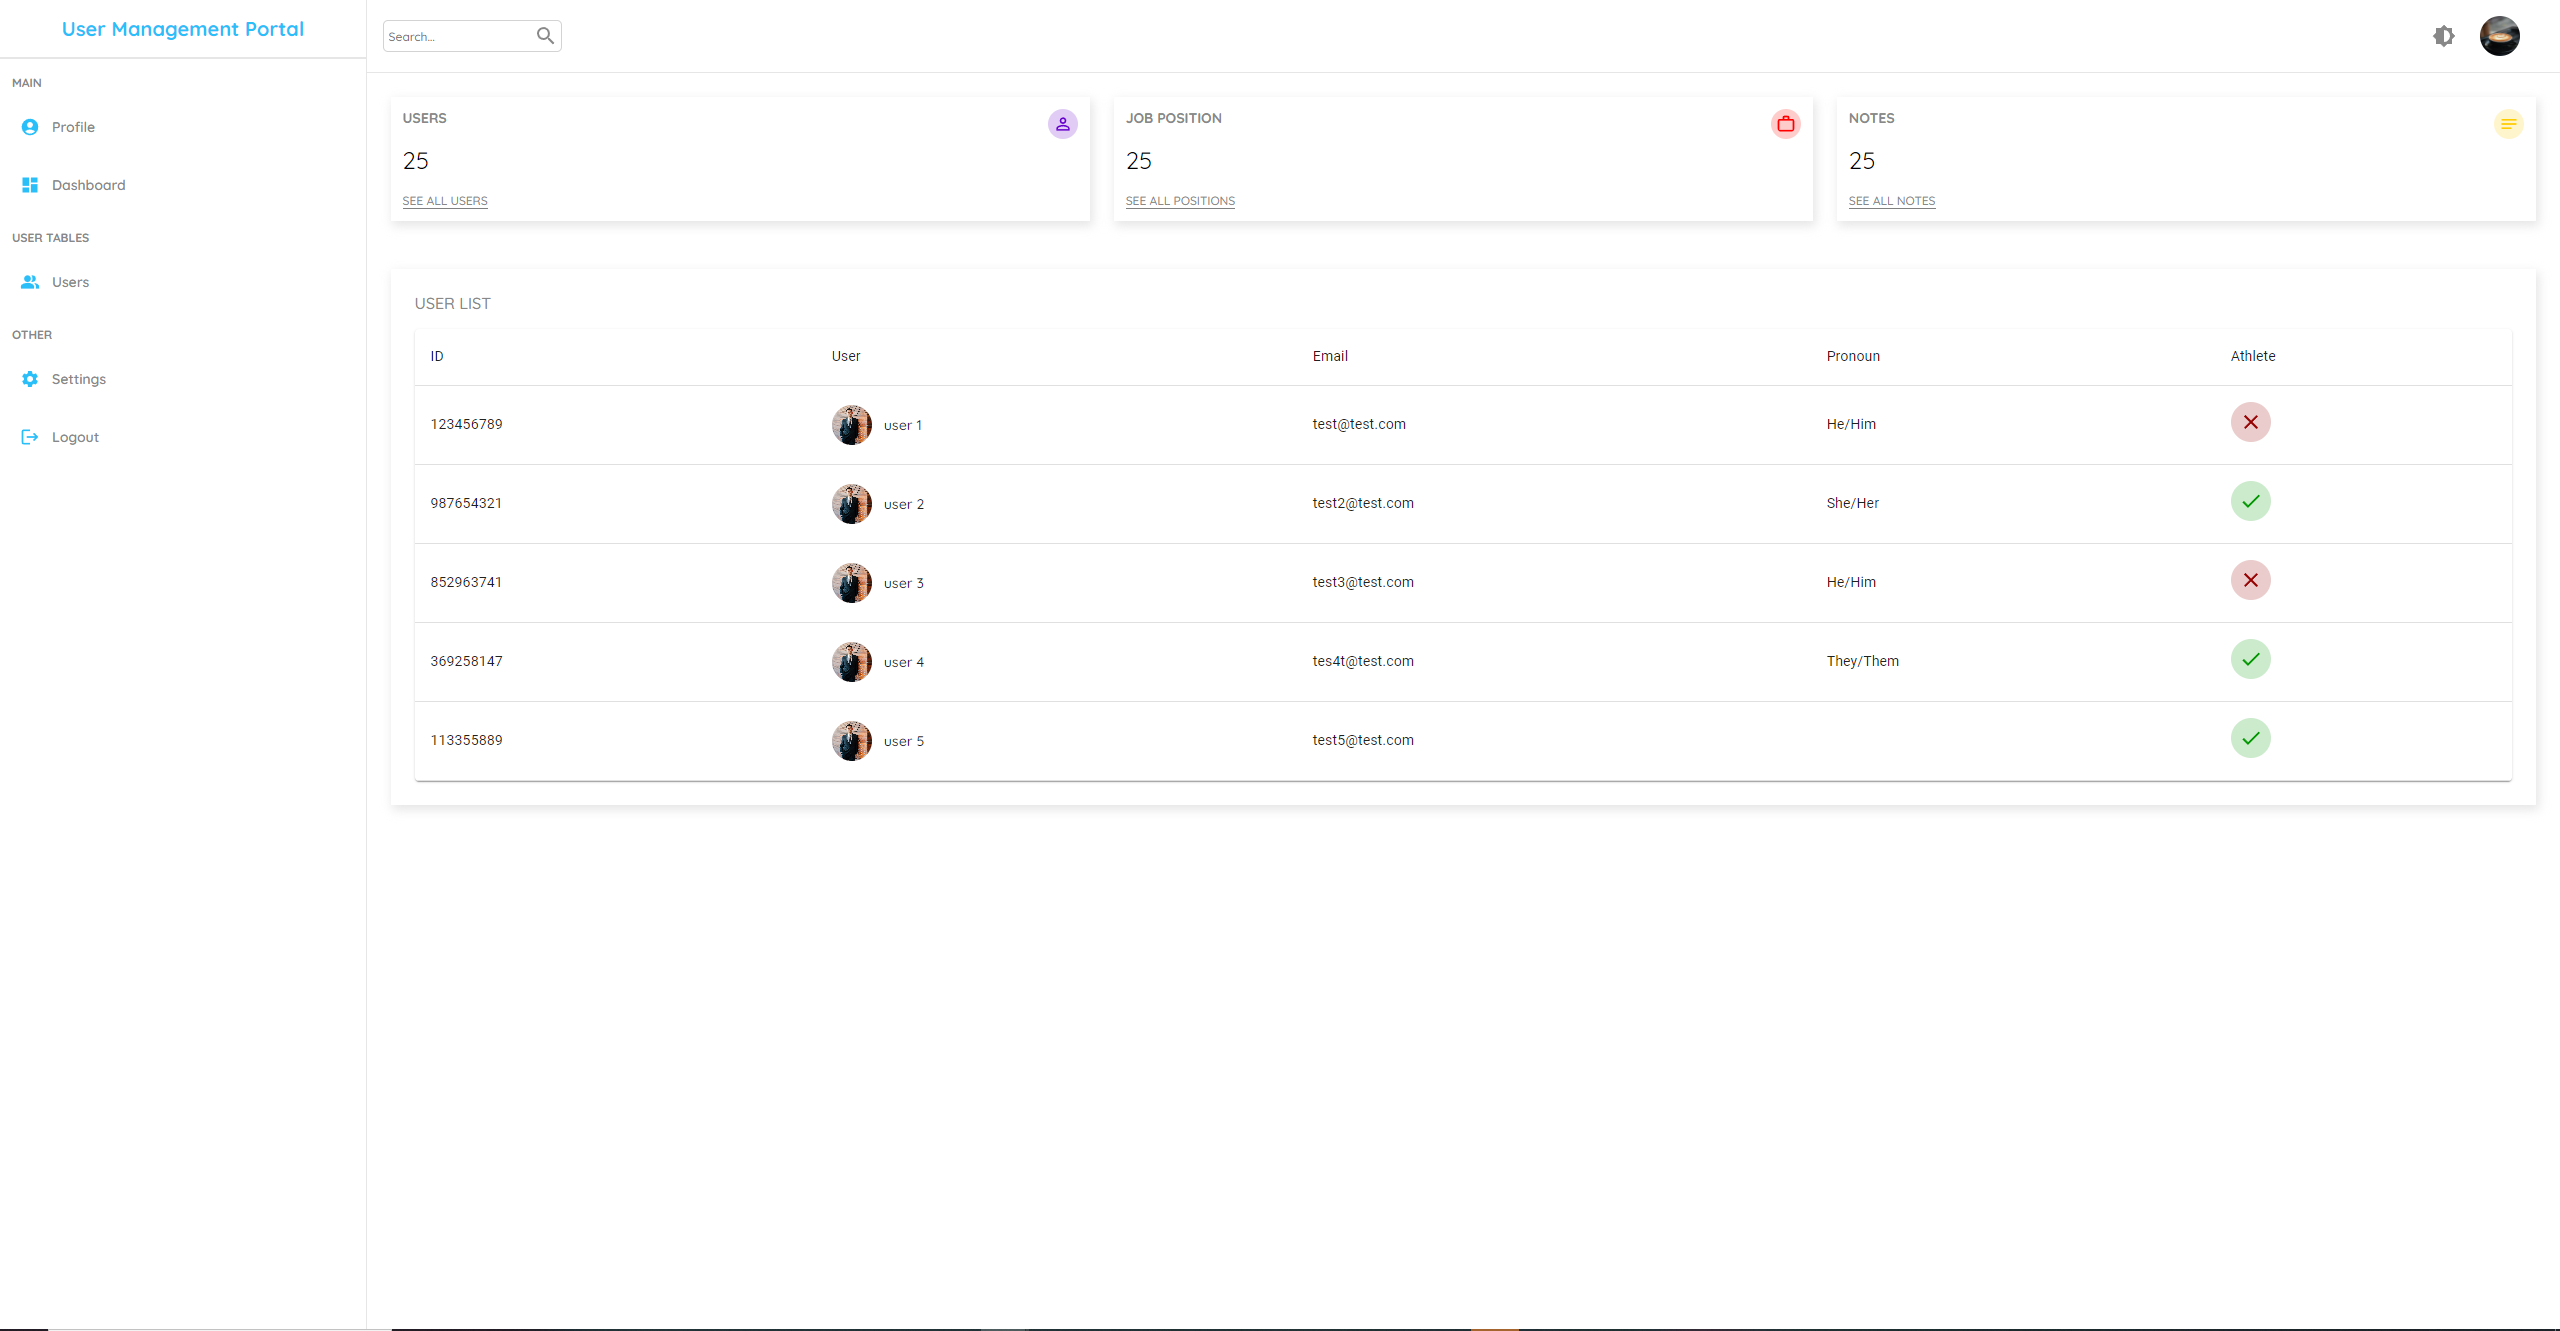 User Management Portal
Search...
MAIN
Profile
Dashboard
USER TABLES
Users
OTHER
Settings
Logout
USERS
25
SEE ALL USERS
JOB POSITION
25
SEE ALL POSITIONS
NOTES
25
SEE ALL NOTES
USER LIST
ID User Email Pronoun Athlete
123456789 user 1 test@test.com He/Him
987654321 user 2 test2@test.com She/Her
852963741 user 3 test3@test.com He/Him
369258147 user 4 tes4t@test.com They/Them
113355889 user 5 test5@test.com